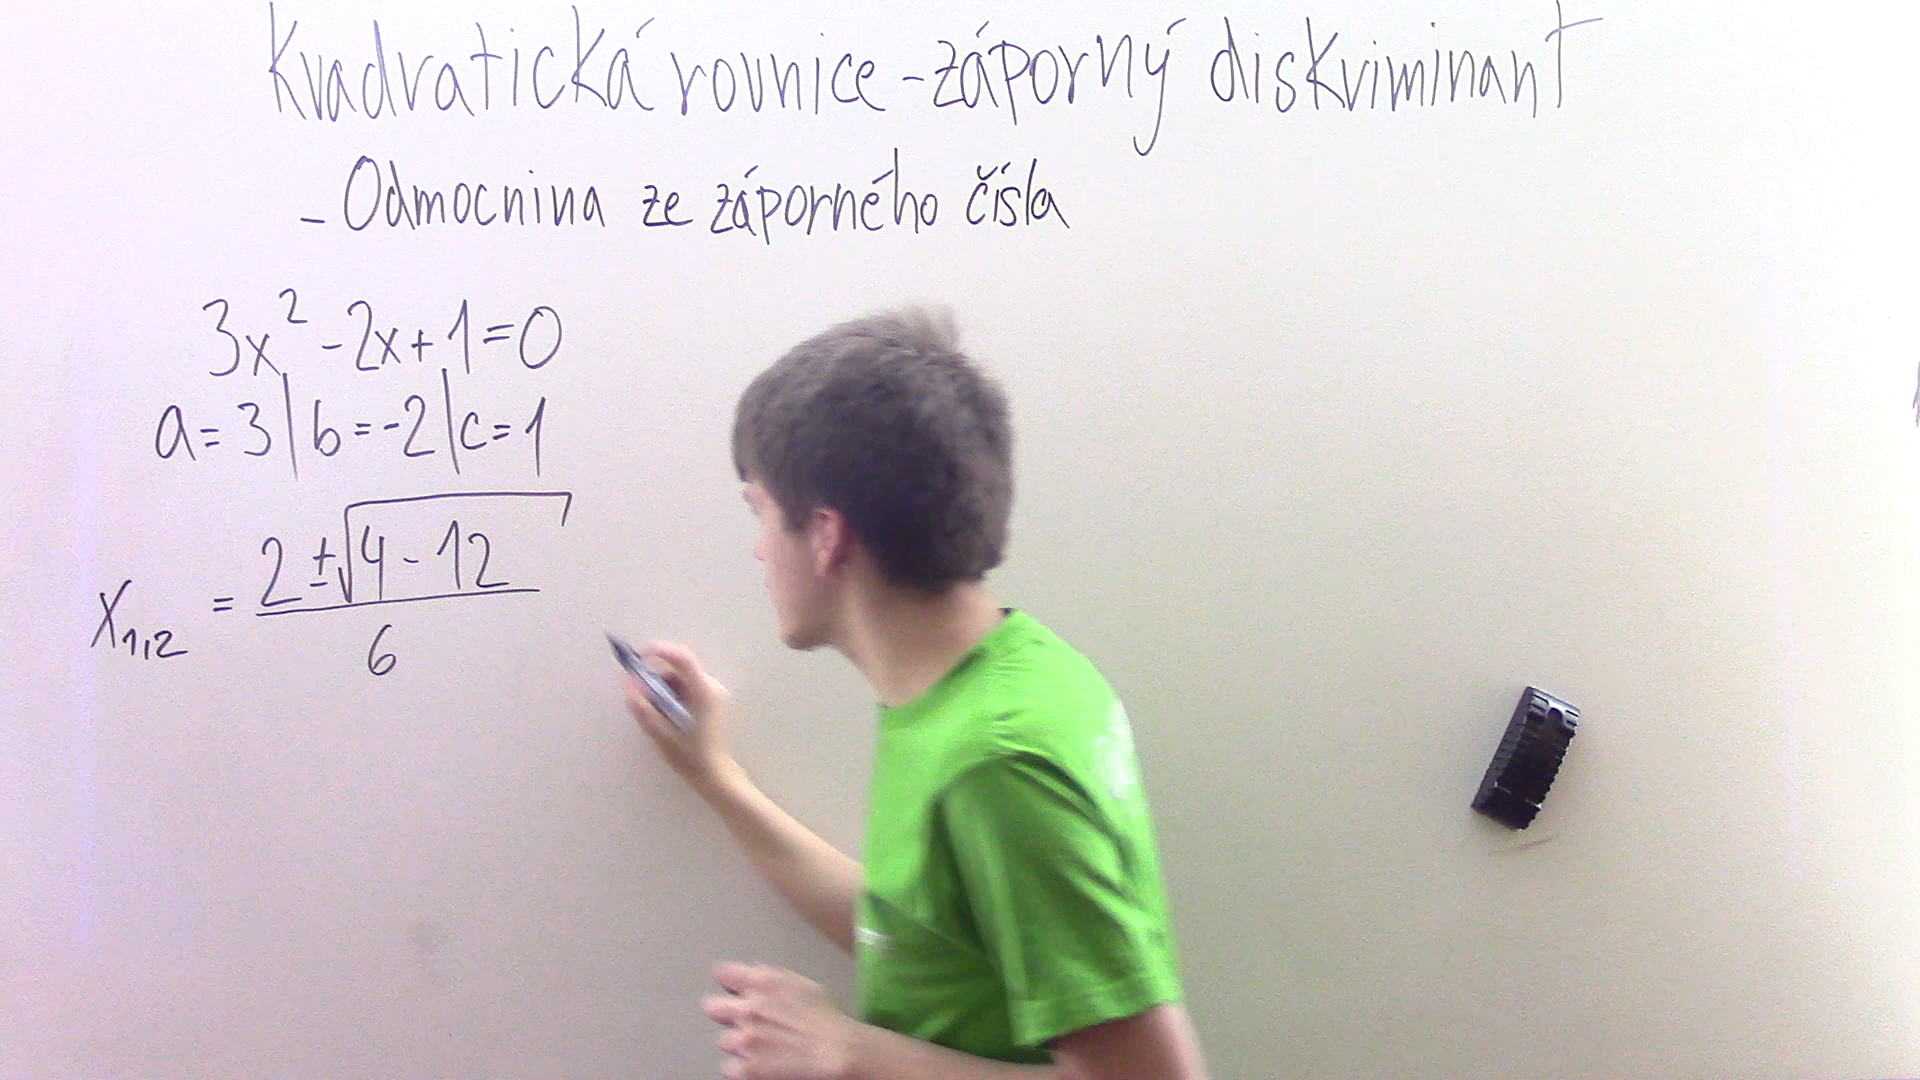 Kvadratická rovnice - záporný diskriminant
- Odmocnina ze záporného čísla
3x² - 2x + 1 = 0
a = 3 | b = -2 | c = 1
x₁,₂ = (2 ± √(4 - 12)) / 6